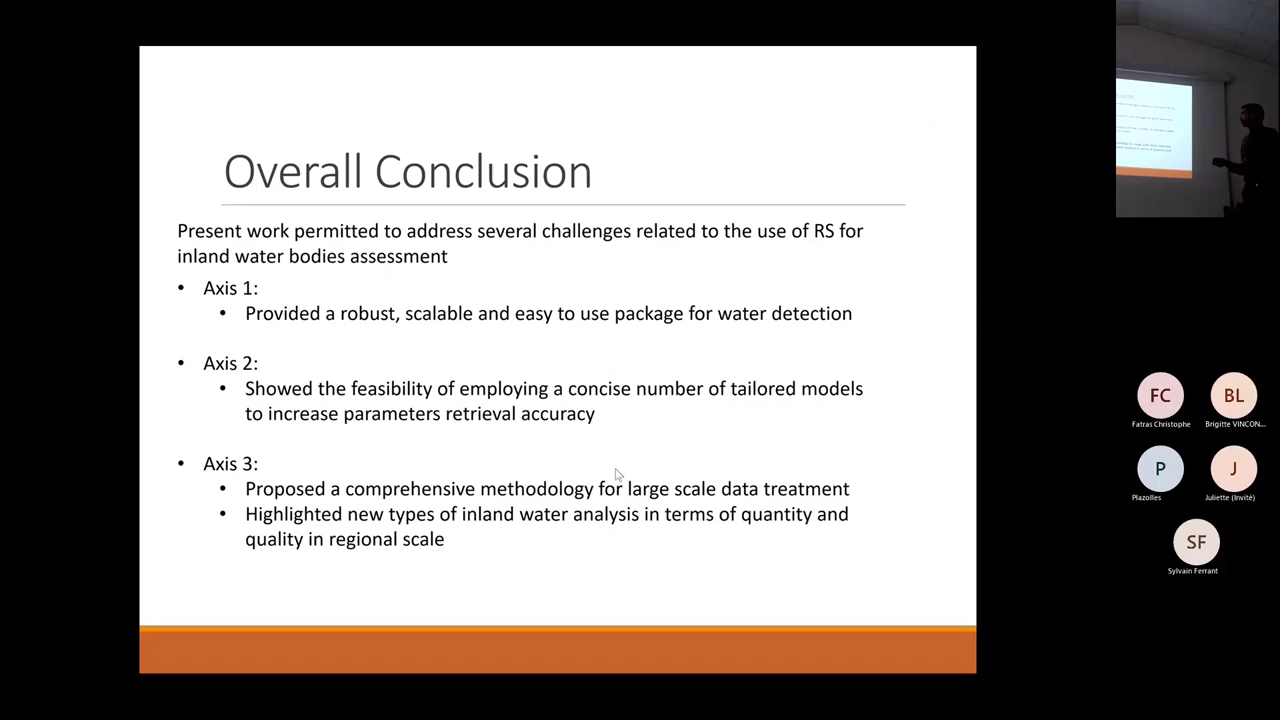 Overall Conclusion
Present work permitted to address several challenges related to the use of RS for
inland water bodies assessment
• Axis 1:
• Provided a robust, scalable and easy to use package for water detection
• Axis 2:
• Showed the feasibility of employing a concise number of tailored models
to increase parameters retrieval accuracy
• Axis 3:
• Proposed a comprehensive methodology for large scale data treatment
• Highlighted new types of inland water analysis in terms of quantity and
quality in regional scale
FC
Fatras Christophe
BL
Brigitte VINCON...
P
Plazolles
J
Juliette (Invité)
SF
Sylvain Ferrant